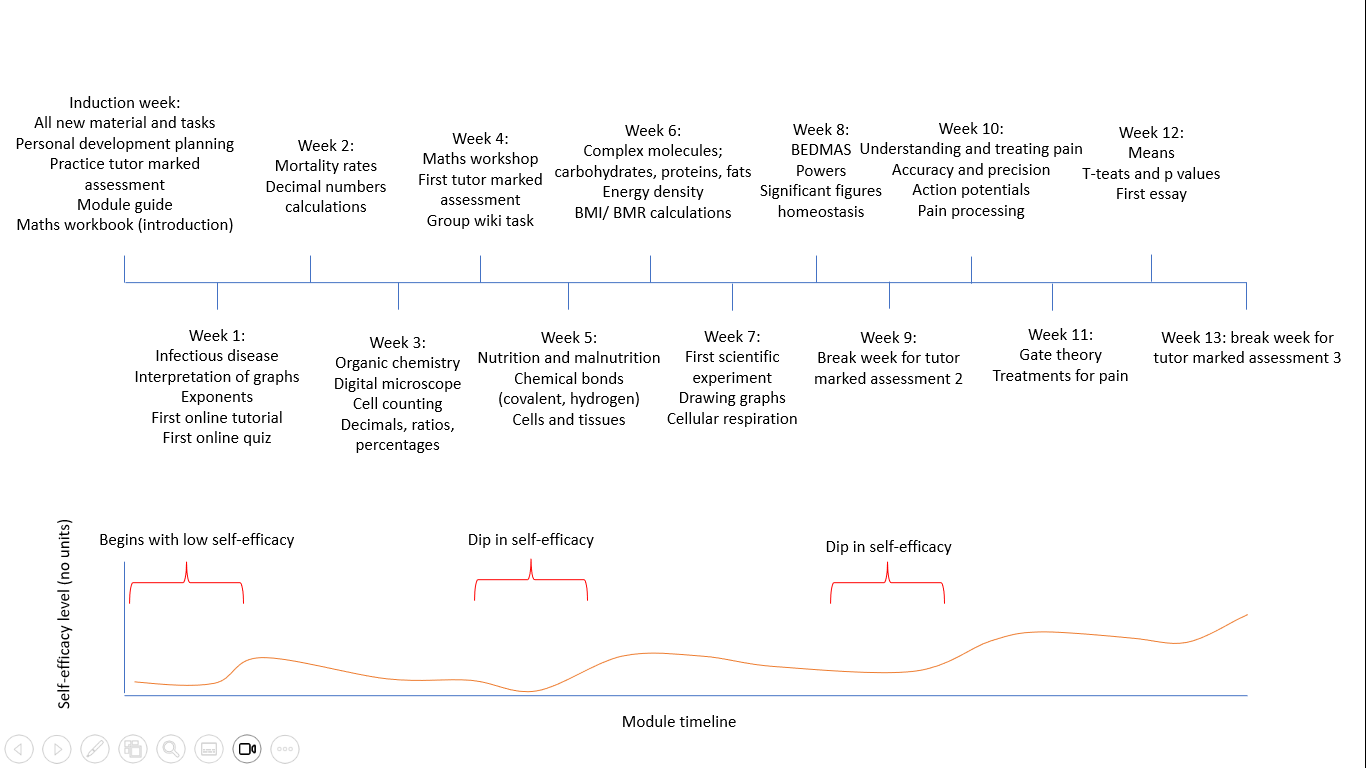 Induction week:
All new material and tasks
Personal development planning
Practice tutor marked
assessment
Module guide
Maths workbook (introduction)
Week 2:
Mortality rates
Decimal numbers
calculations
Week 4:
Maths workshop
First tutor marked
assessment
Group wiki task
Week 6:
Complex molecules;
carbohydrates, proteins, fats
Energy density
BMI/ BMR calculations
Week 8:
BEDMAS
Powers
Significant figures
homeostasis
Week 10:
Understanding and treating pain
Accuracy and precision
Action potentials
Pain processing
Week 12:
Means
T-teats and p values
First essay
Week 1:
Infectious disease
Interpretation of graphs
Exponents
First online tutorial
First online quiz
Week 3:
Organic chemistry
Digital microscope
Cell counting
Decimals, ratios,
percentages
Week 5:
Nutrition and malnutrition
Chemical bonds
(covalent, hydrogen)
Cells and tissues
Week 7:
First scientific
experiment
Drawing graphs
Cellular respiration
Week 9:
Break week for tutor
marked assessment 2
Week 11:
Gate theory
Treatments for pain
Week 13: break week for
tutor marked assessment 3
Self-efficacy level (no units)
Begins with low self-efficacy
Dip in self-efficacy
Dip in self-efficacy
Module timeline